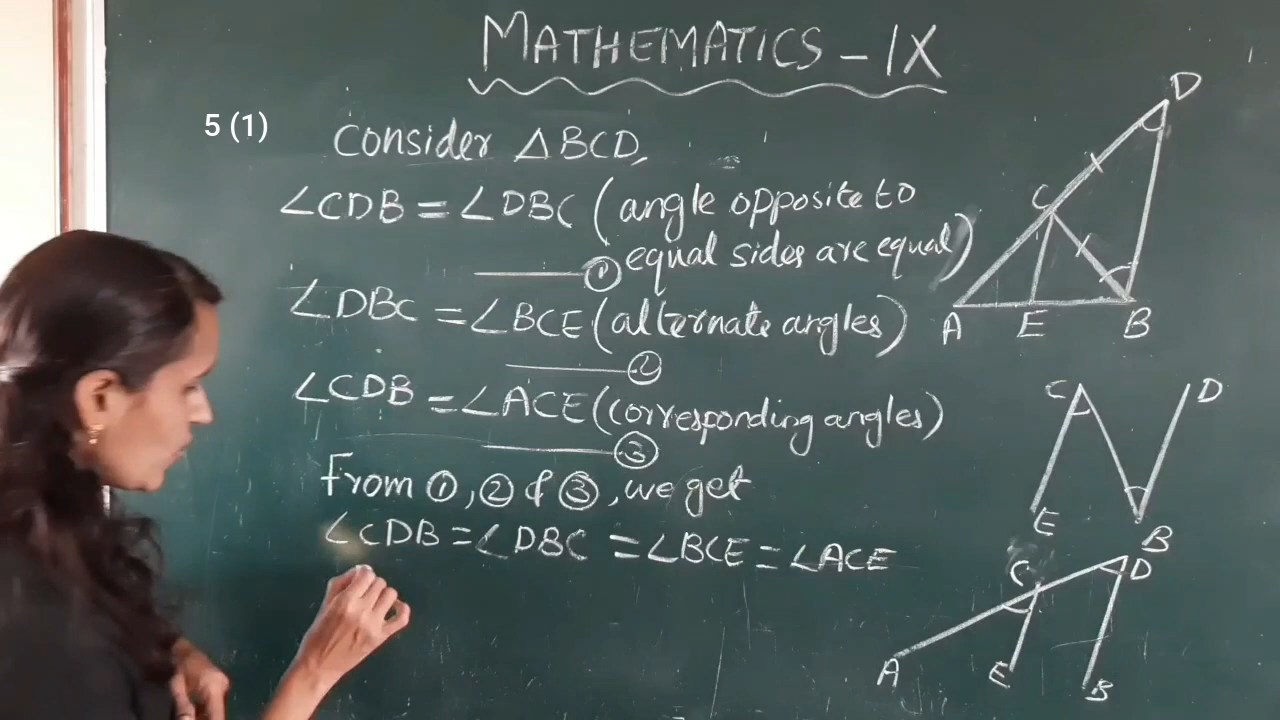 MATHEMATICS - IX
5 (1)
Consider △BCD,
∠CDB = ∠DBC (angle opposite to
equal sides are equal)
①
∠DBC = ∠BCE (alternate angles)
②
∠CDB = ∠ACE (corresponding angles)
③
From ①, ② & ③, we get
∠CDB = ∠DBC = ∠BCE = ∠ACE
D
C
A E B
C D
E B
C D
A E B